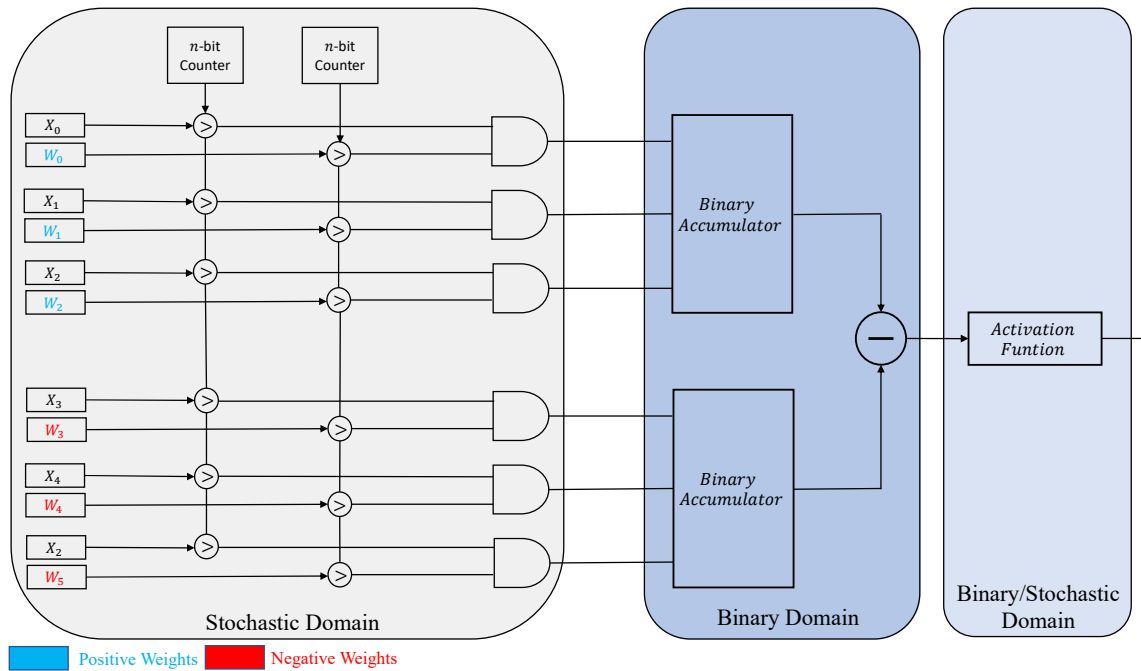 n-bit
Counter
n-bit
Counter
X₀
>
W₀
>
X₁
>
W₁
>
X₂
>
W₂
>
X₃
>
W₃
>
X₄
>
W₄
>
X₂
>
W₅
>
Stochastic Domain
Binary
Accumulator
Binary
Accumulator
−
Binary Domain
Activation
Funtion
Binary/Stochastic
Domain
Positive Weights
Negative Weights